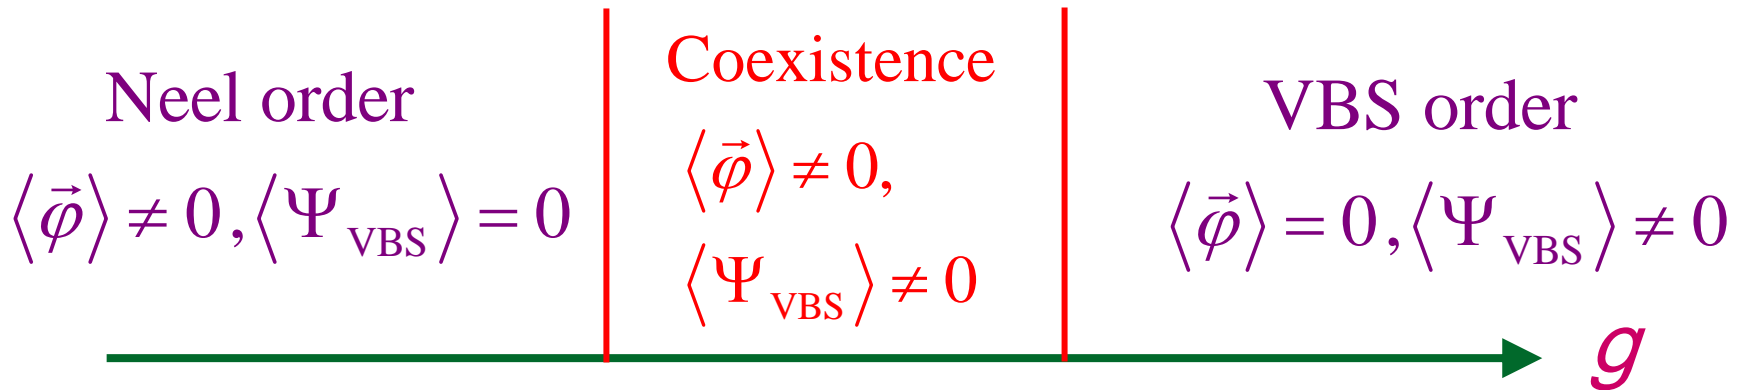 Neel order
⟨φ⃗⟩ ≠ 0, ⟨Ψ_VBS⟩ = 0
Coexistence
⟨φ⃗⟩ ≠ 0,
⟨Ψ_VBS⟩ ≠ 0
VBS order
⟨φ⃗⟩ = 0, ⟨Ψ_VBS⟩ ≠ 0
g